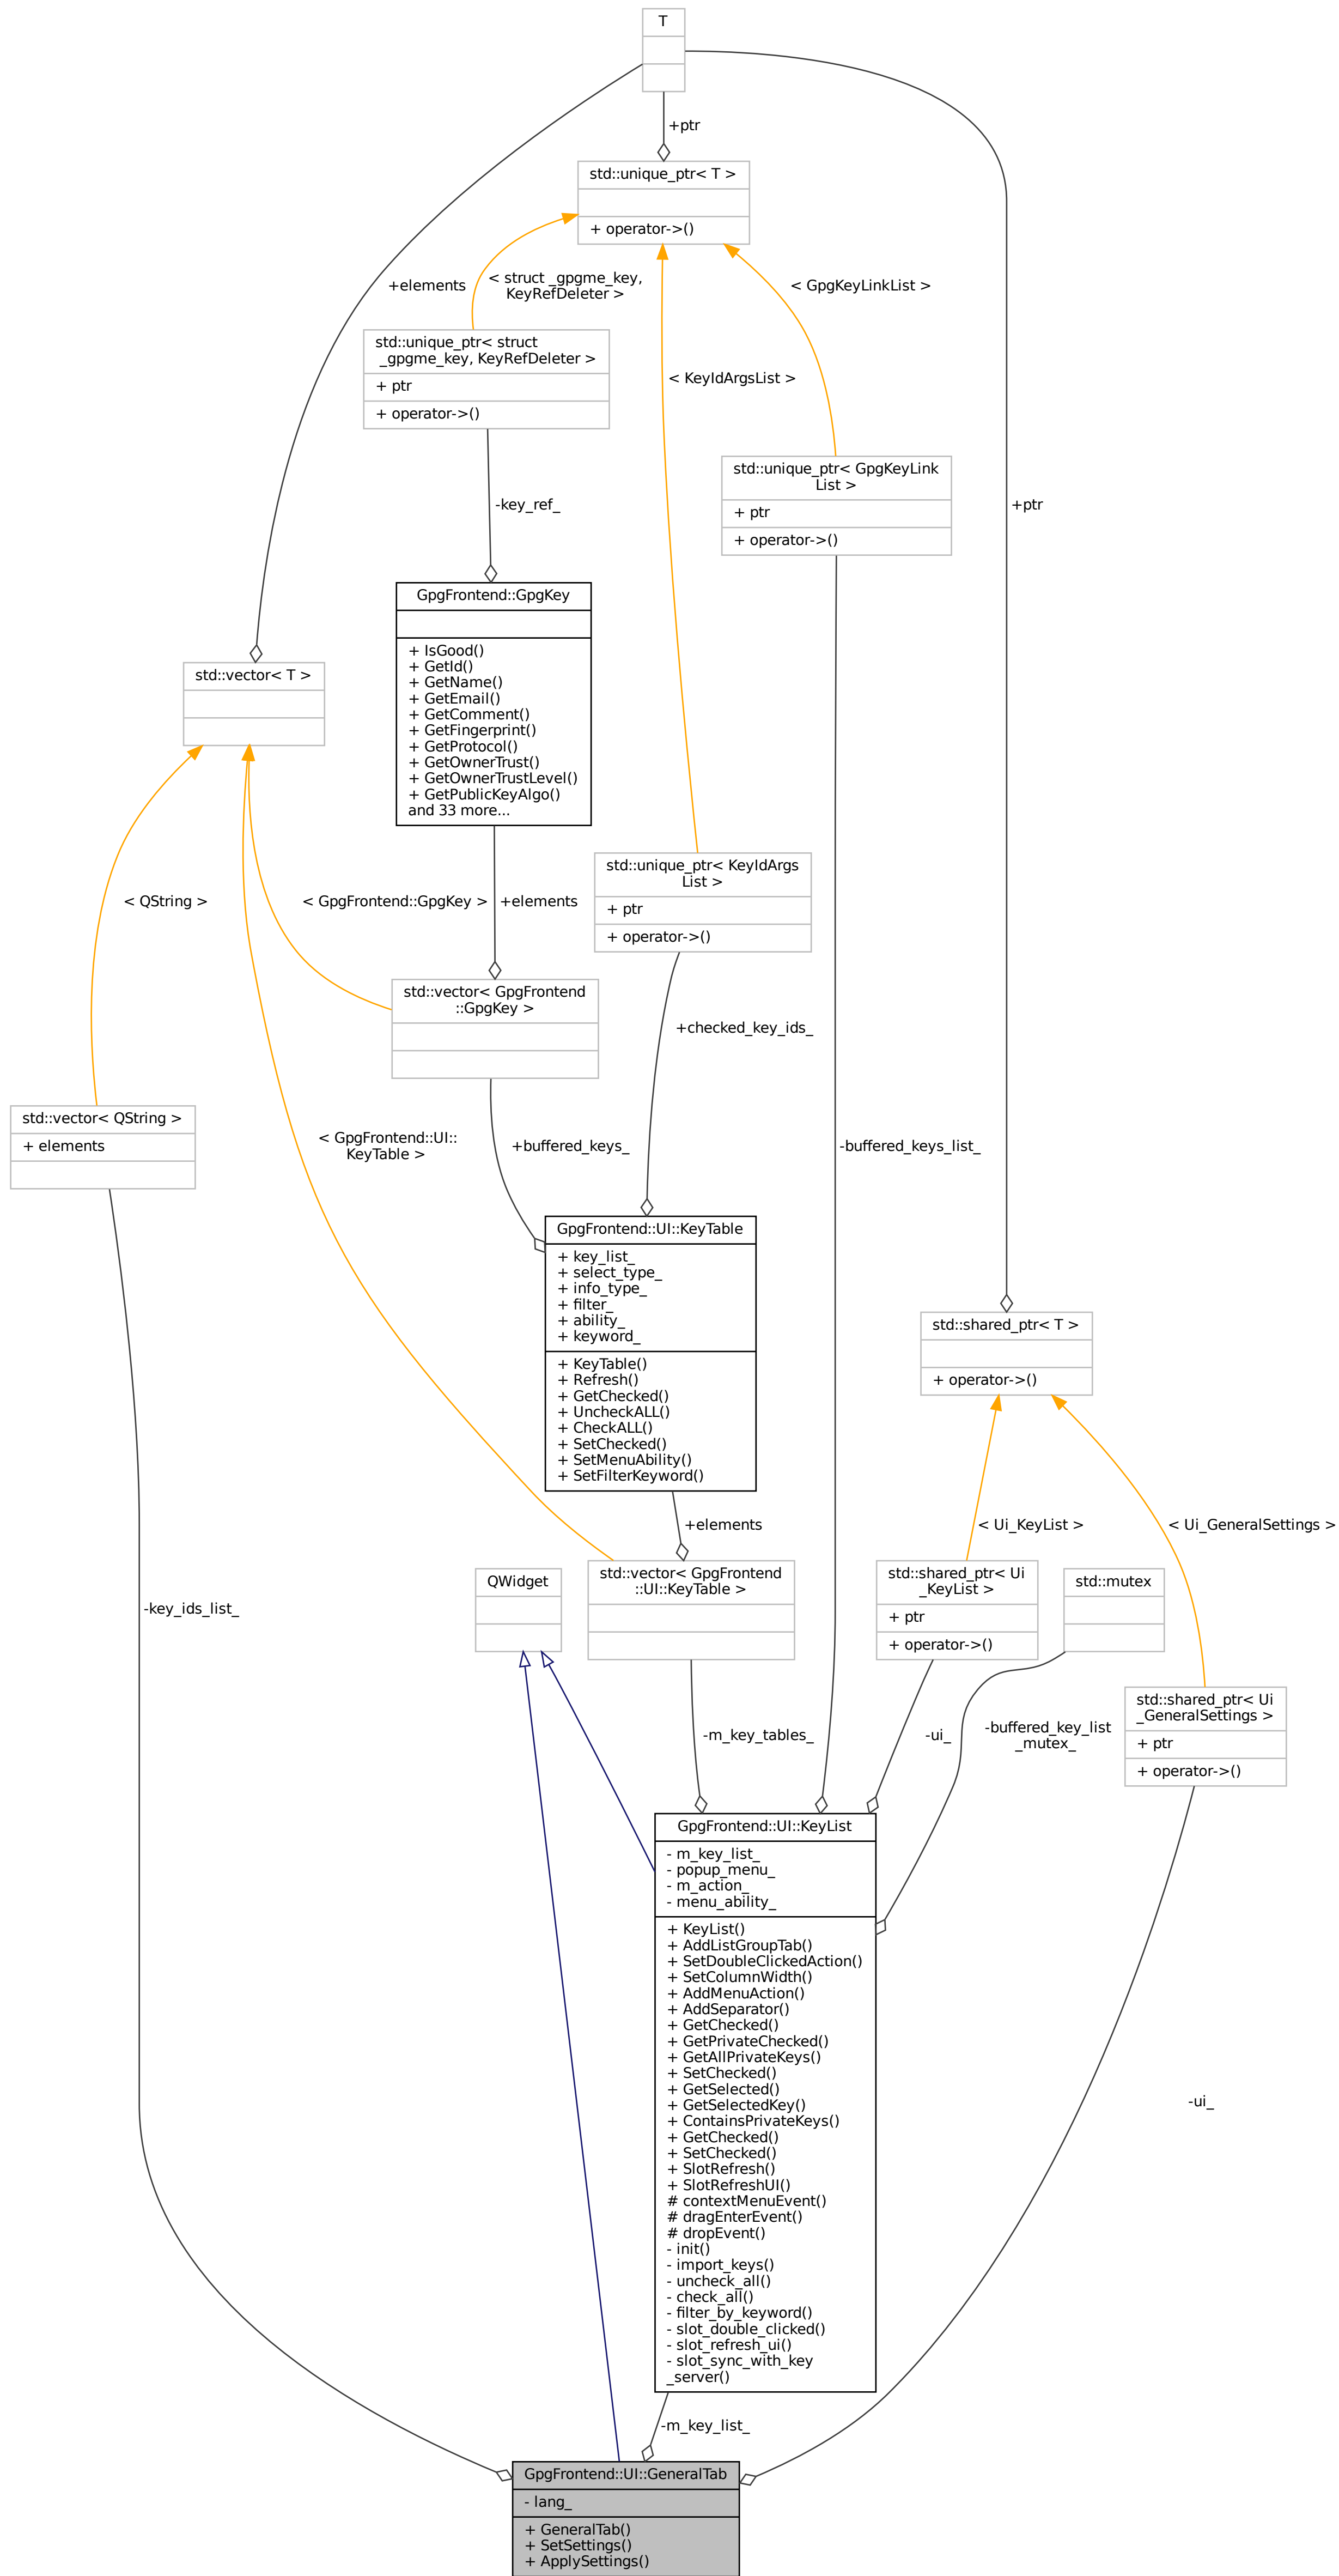 T
+ptr
std::unique_ptr< T >
+ operator->()
+elements
< struct _gpgme_key,
KeyRefDeleter >
< GpgKeyLinkList >
std::unique_ptr< struct
_gpgme_key, KeyRefDeleter >
+ ptr
+ operator->()
< KeyIdArgsList >
std::unique_ptr< GpgKeyLink
List >
+ ptr
+ operator->()
-key_ref_
+ptr
GpgFrontend::GpgKey
+ IsGood()
+ GetId()
+ GetName()
+ GetEmail()
+ GetComment()
+ GetFingerprint()
+ GetProtocol()
+ GetOwnerTrust()
+ GetOwnerTrustLevel()
+ GetPublicKeyAlgo()
and 33 more...
std::vector< T >
std::unique_ptr< KeyIdArgs
List >
+ ptr
+ operator->()
< QString >
< GpgFrontend::GpgKey >
+elements
std::vector< GpgFrontend
::GpgKey >
+checked_key_ids_
std::vector< QString >
+ elements
< GpgFrontend::UI::
KeyTable >
+buffered_keys_
-buffered_keys_list_
GpgFrontend::UI::KeyTable
+ key_list_
+ select_type_
+ info_type_
+ filter_
+ ability_
+ keyword_
+ KeyTable()
+ Refresh()
+ GetChecked()
+ UncheckALL()
+ CheckALL()
+ SetChecked()
+ SetMenuAbility()
+ SetFilterKeyword()
std::shared_ptr< T >
+ operator->()
+elements
< Ui_KeyList >
< Ui_GeneralSettings >
-key_ids_list_
QWidget
std::vector< GpgFrontend
::UI::KeyTable >
std::shared_ptr< Ui
_KeyList >
+ ptr
+ operator->()
std::mutex
std::shared_ptr< Ui
_GeneralSettings >
+ ptr
+ operator->()
-m_key_tables_
-ui_
-buffered_key_list
_mutex_
GpgFrontend::UI::KeyList
- m_key_list_
- popup_menu_
- m_action_
- menu_ability_
+ KeyList()
+ AddListGroupTab()
+ SetDoubleClickedAction()
+ SetColumnWidth()
+ AddMenuAction()
+ AddSeparator()
+ GetChecked()
+ GetPrivateChecked()
+ GetAllPrivateKeys()
+ SetChecked()
+ GetSelected()
+ GetSelectedKey()
+ ContainsPrivateKeys()
+ GetChecked()
+ SetChecked()
+ SlotRefresh()
+ SlotRefreshUI()
# contextMenuEvent()
# dragEnterEvent()
# dropEvent()
- init()
- import_keys()
- uncheck_all()
- check_all()
- filter_by_keyword()
- slot_double_clicked()
- slot_refresh_ui()
- slot_sync_with_key
_server()
-ui_
-m_key_list_
GpgFrontend::UI::GeneralTab
- lang_
+ GeneralTab()
+ SetSettings()
+ ApplySettings()